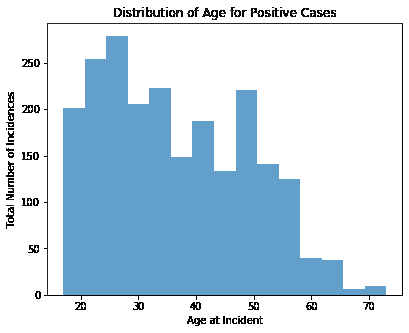 Distribution of Age for Positive Cases
Total Number of Incidences
250
200
150
100
50
0
20 30 40 50 60 70
Age at Incident